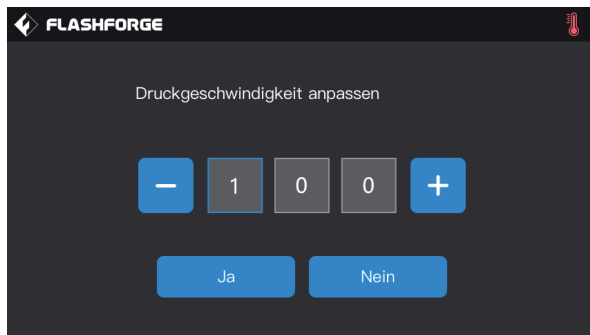 FLASHFORGE
Druckgeschwindigkeit anpassen
− 1 0 0 +
Ja Nein